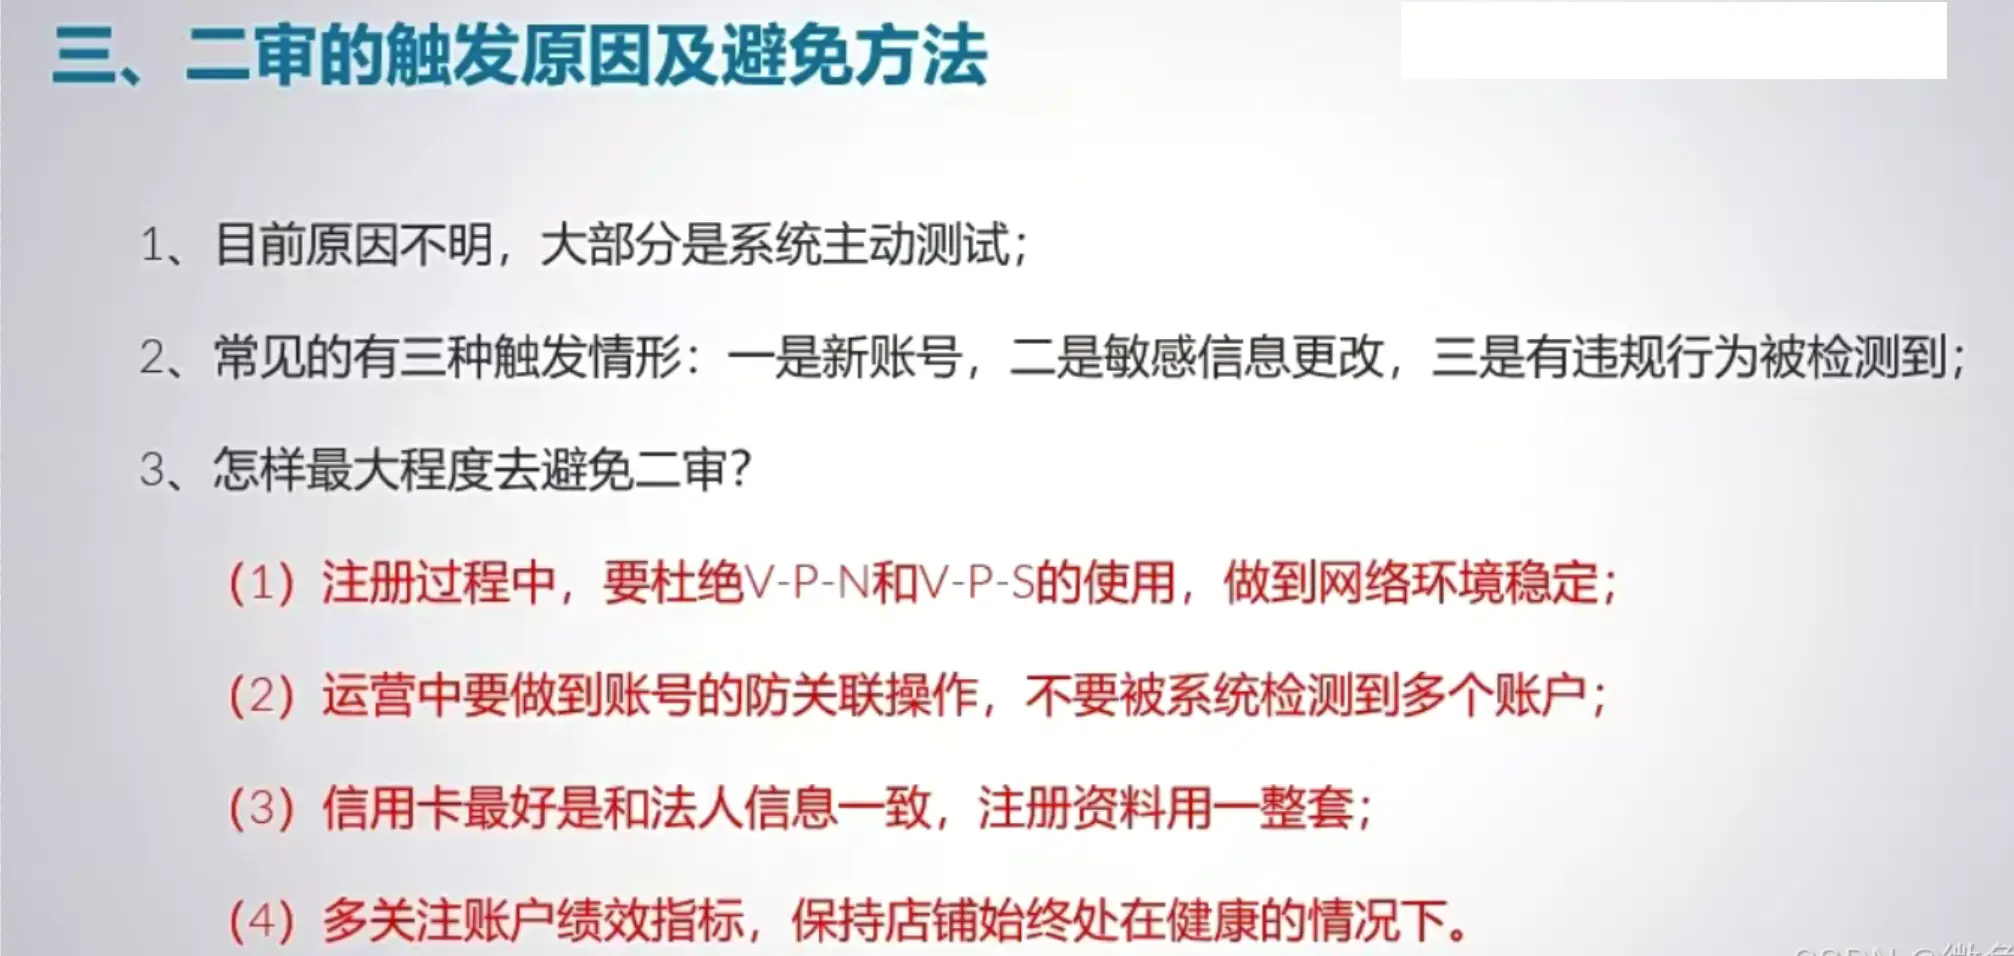 三、二审的触发原因及避免方法
1、目前原因不明，大部分是系统主动测试；
2、常见的有三种触发情形：一是新账号，二是敏感信息更改，三是有违规行为被检测到；
3、怎样最大程度去避免二审？
（1）注册过程中，要杜绝V-P-N和V-P-S的使用，做到网络环境稳定；
（2）运营中要做到账号的防关联操作，不要被系统检测到多个账户；
（3）信用卡最好是和法人信息一致，注册资料用一整套；
（4）多关注账户绩效指标，保持店铺始终处在健康的情况下。